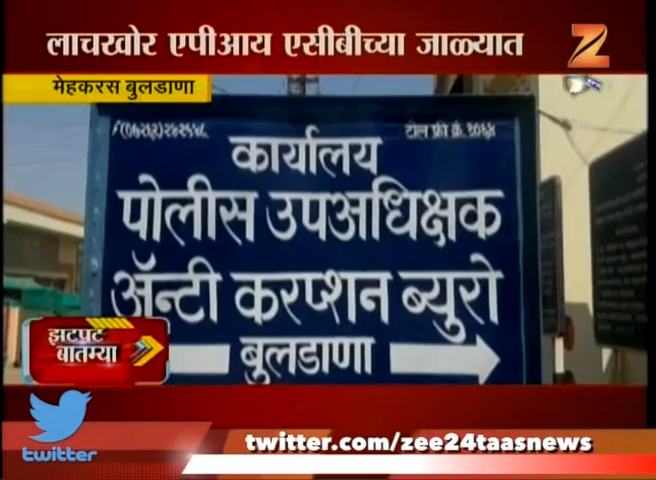 लाचखोर एपीआय एसीबीच्या जाळ्यात
मेहकरस बुलडाणा
टोल फ्री क्रं. १०६४
कार्यालय
पोलीस उपअधिक्षक
ॲन्टी करप्शन ब्युरो
बुलडाणा
झटपट
बातम्या
twitter
twitter.com/zee24taasnews